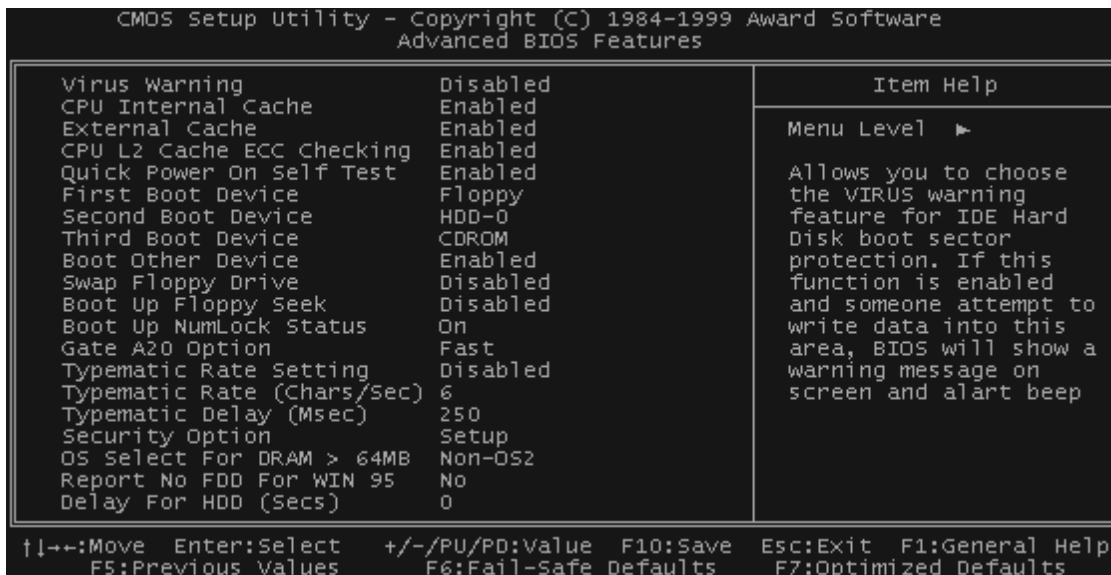 CMOS Setup Utility – Copyright (C) 1984-1999 Award Software
Advanced BIOS Features
Virus Warning Disabled
CPU Internal Cache Enabled
External Cache Enabled
CPU L2 Cache ECC Checking Enabled
Quick Power On Self Test Enabled
First Boot Device Floppy
Second Boot Device HDD-0
Third Boot Device CDROM
Boot Other Device Enabled
Swap Floppy Drive Disabled
Boot Up Floppy Seek Disabled
Boot Up NumLock Status On
Gate A20 Option Fast
Typematic Rate Setting Disabled
Typematic Rate (Chars/Sec) 6
Typematic Delay (Msec) 250
Security Option Setup
OS Select For DRAM > 64MB Non-OS2
Report No FDD For WIN 95 No
Delay For HDD (Secs) 0
Item Help
Menu Level ►
Allows you to choose
the VIRUS warning
feature for IDE Hard
Disk boot sector
protection. If this
function is enabled
and someone attempt to
write data into this
area, BIOS will show a
warning message on
screen and alart beep
↑↓→←:Move Enter:Select +/-/PU/PD:Value F10:Save Esc:Exit F1:General Help
F5:Previous Values F6:Fail-Safe Defaults F7:Optimized Defaults